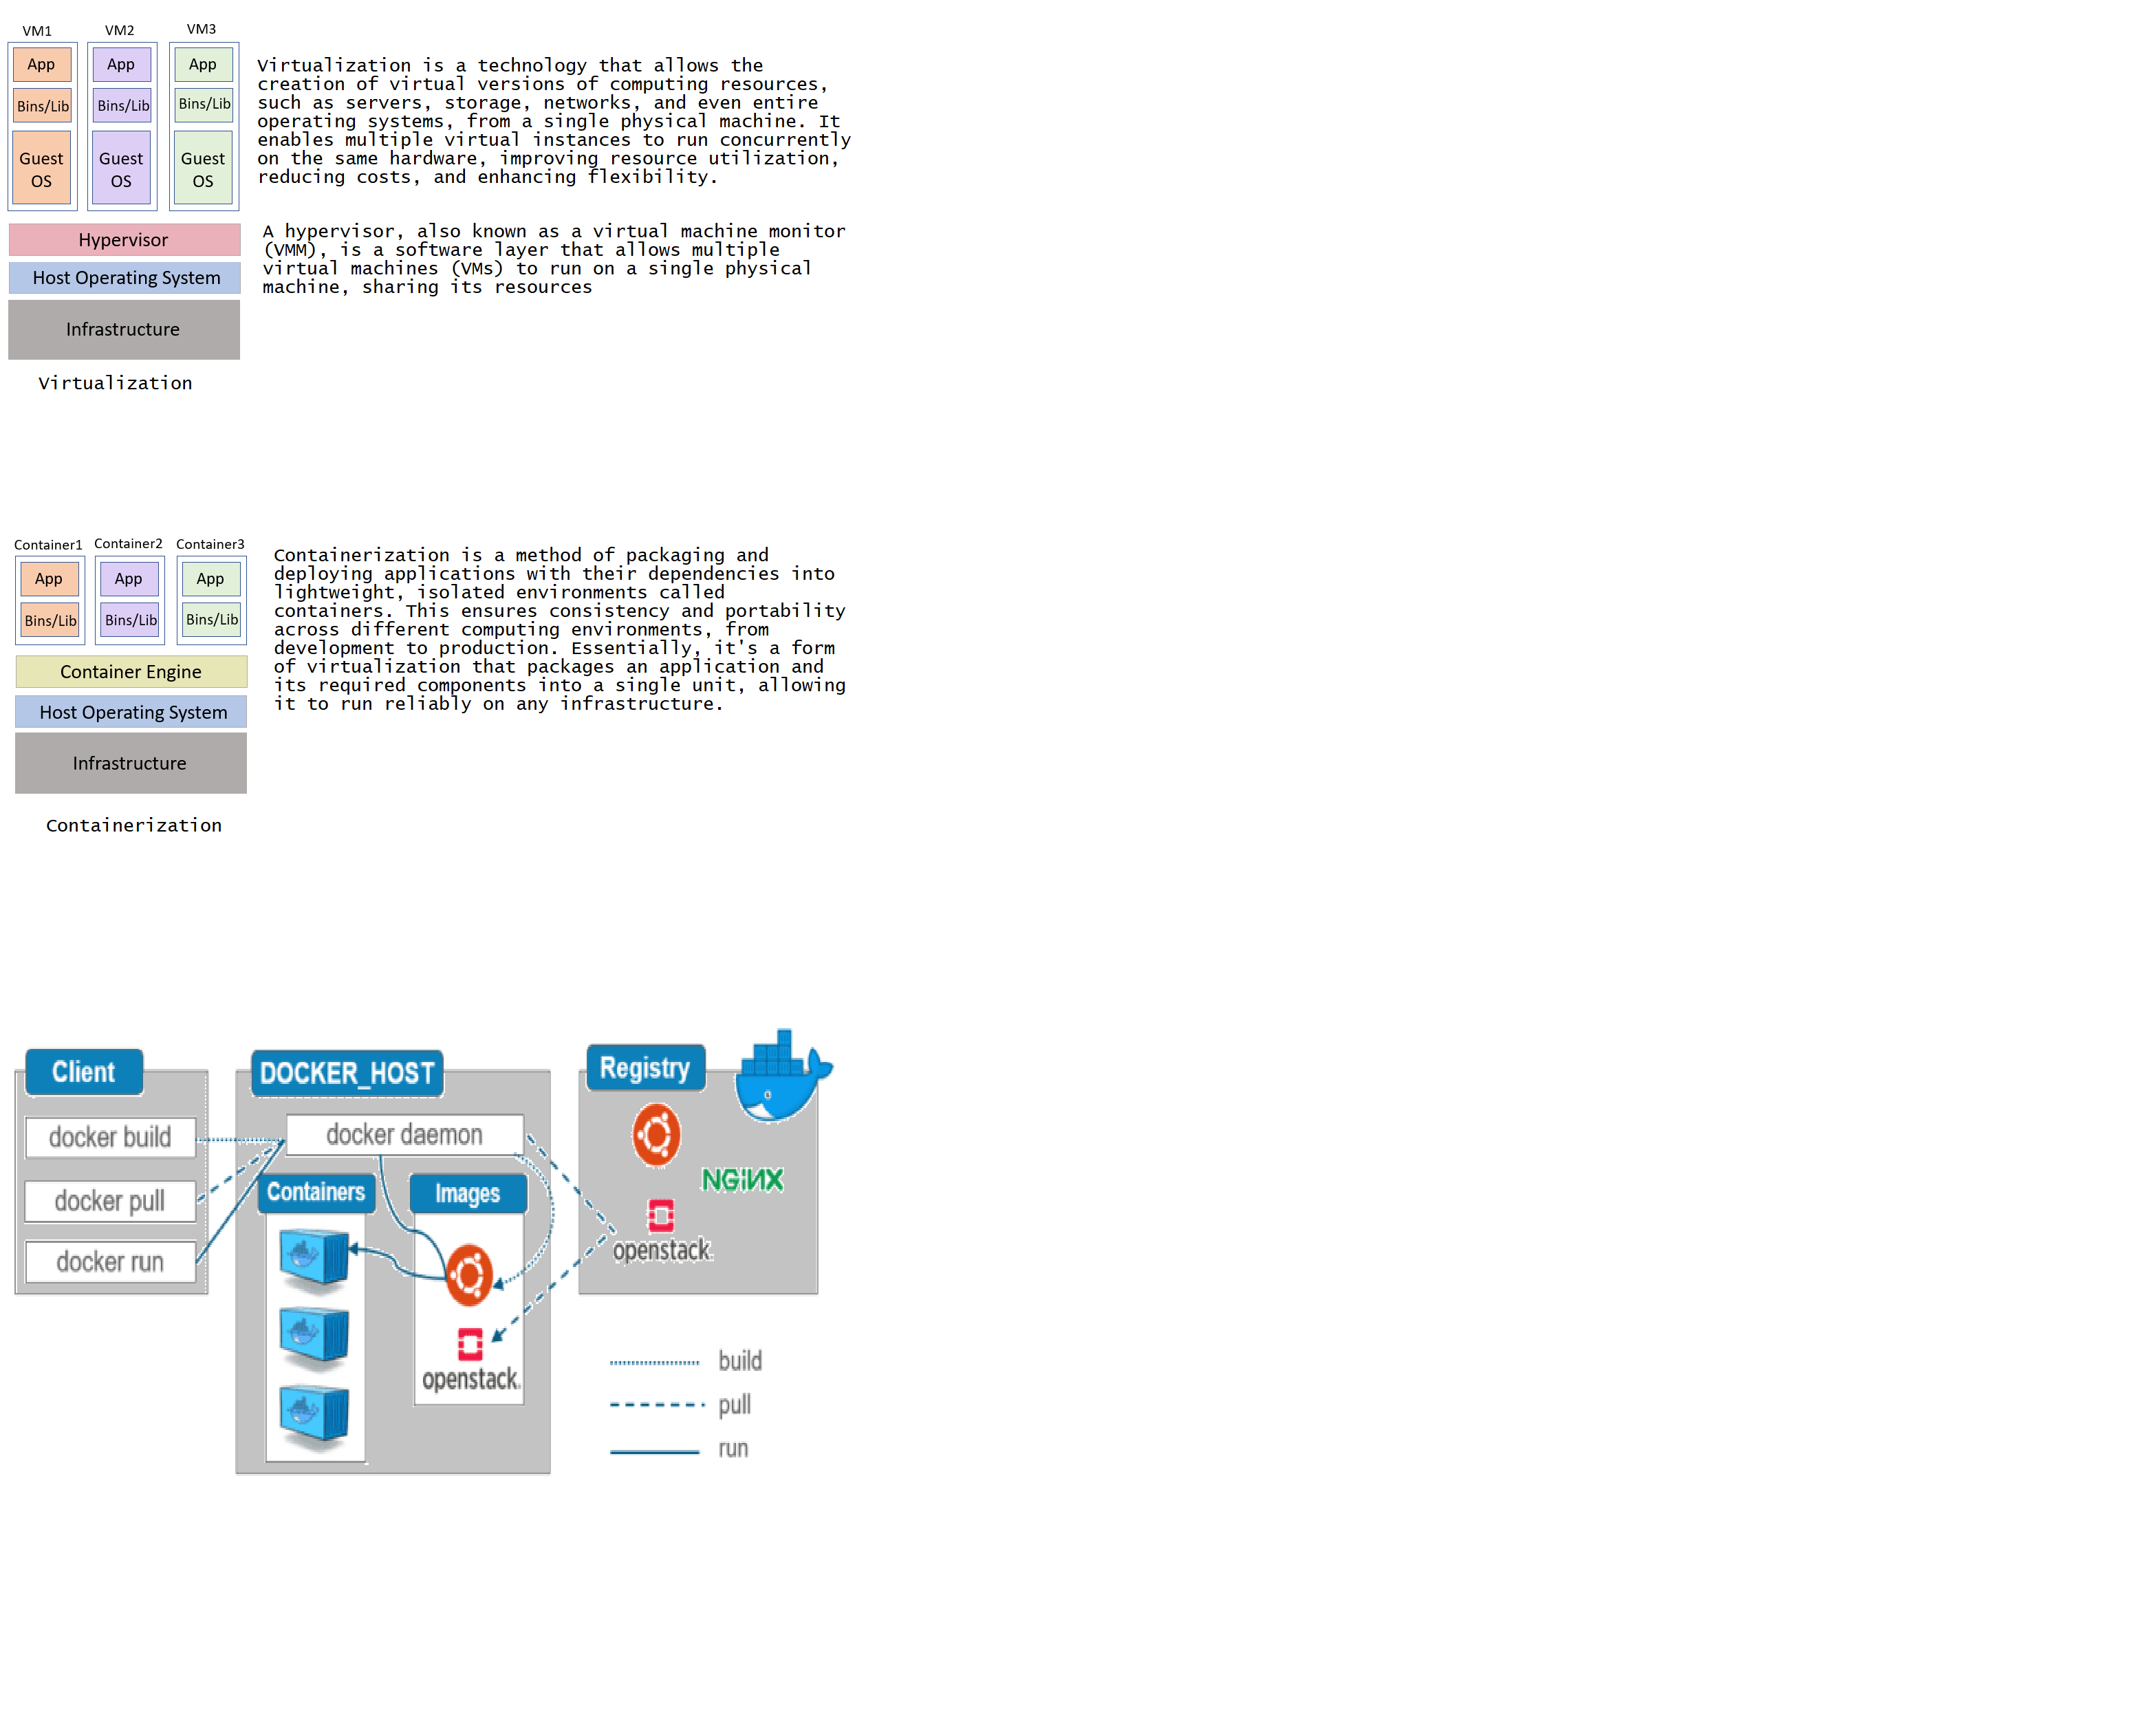 VM1 VM2 VM3
App App App
Bins/Lib Bins/Lib Bins/Lib
Guest OS Guest OS Guest OS
Hypervisor
Host Operating System
Infrastructure
Virtualization
Virtualization is a technology that allows the
creation of virtual versions of computing resources,
such as servers, storage, networks, and even entire
operating systems, from a single physical machine. It
enables multiple virtual instances to run concurrently
on the same hardware, improving resource utilization,
reducing costs, and enhancing flexibility.
A hypervisor, also known as a virtual machine monitor
(VMM), is a software layer that allows multiple
virtual machines (VMs) to run on a single physical
machine, sharing its resources
Container1 Container2 Container3
App App App
Bins/Lib Bins/Lib Bins/Lib
Container Engine
Host Operating System
Infrastructure
Containerization
Containerization is a method of packaging and
deploying applications with their dependencies into
lightweight, isolated environments called
containers. This ensures consistency and portability
across different computing environments, from
development to production. Essentially, it's a form
of virtualization that packages an application and
its required components into a single unit, allowing
it to run reliably on any infrastructure.
Client
docker build
docker pull
docker run
DOCKER_HOST
docker daemon
Containers
Images
openstack.
Registry
NGiNX
openstack.
build
pull
run